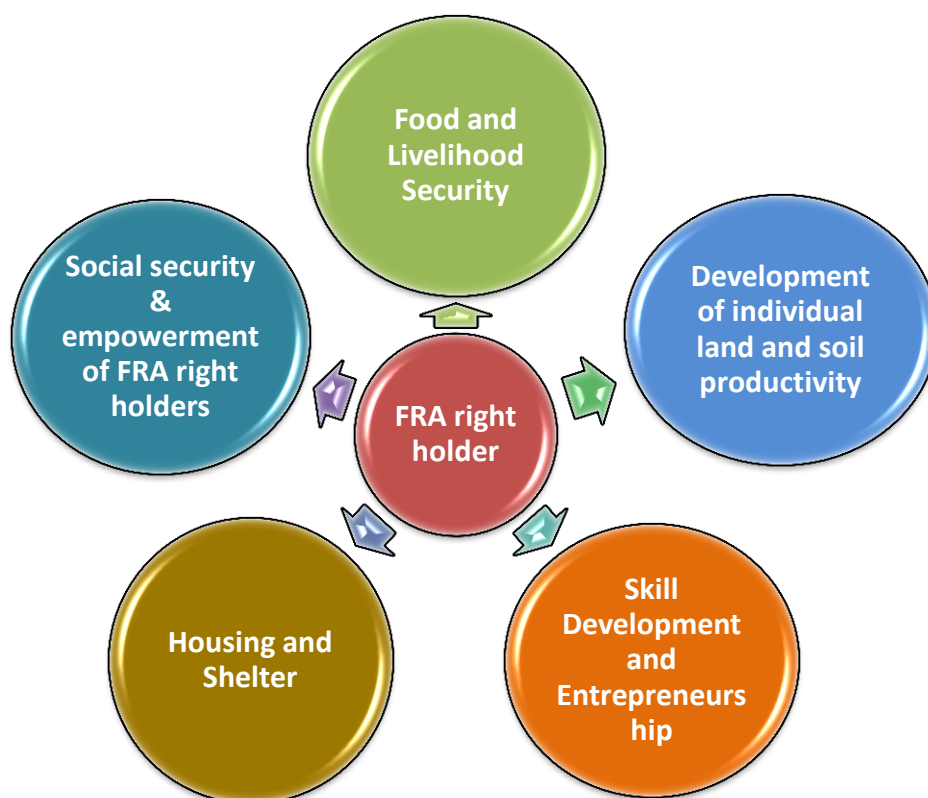 Food and
Livelihood
Security
Social security
&
empowerment
of FRA right
holders
Development
of individual
land and soil
productivity
FRA right
holder
Housing and
Shelter
Skill
Development
and
Entrepreneurs
hip